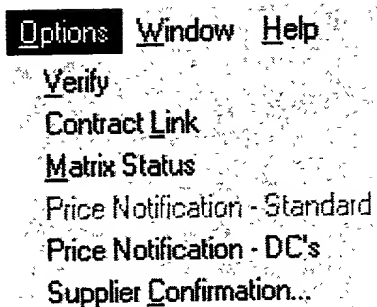 Options Window Help
Verify
Contract Link
Matrix Status
Price Notification - Standard
Price Notification - DC's
Supplier Confirmation...